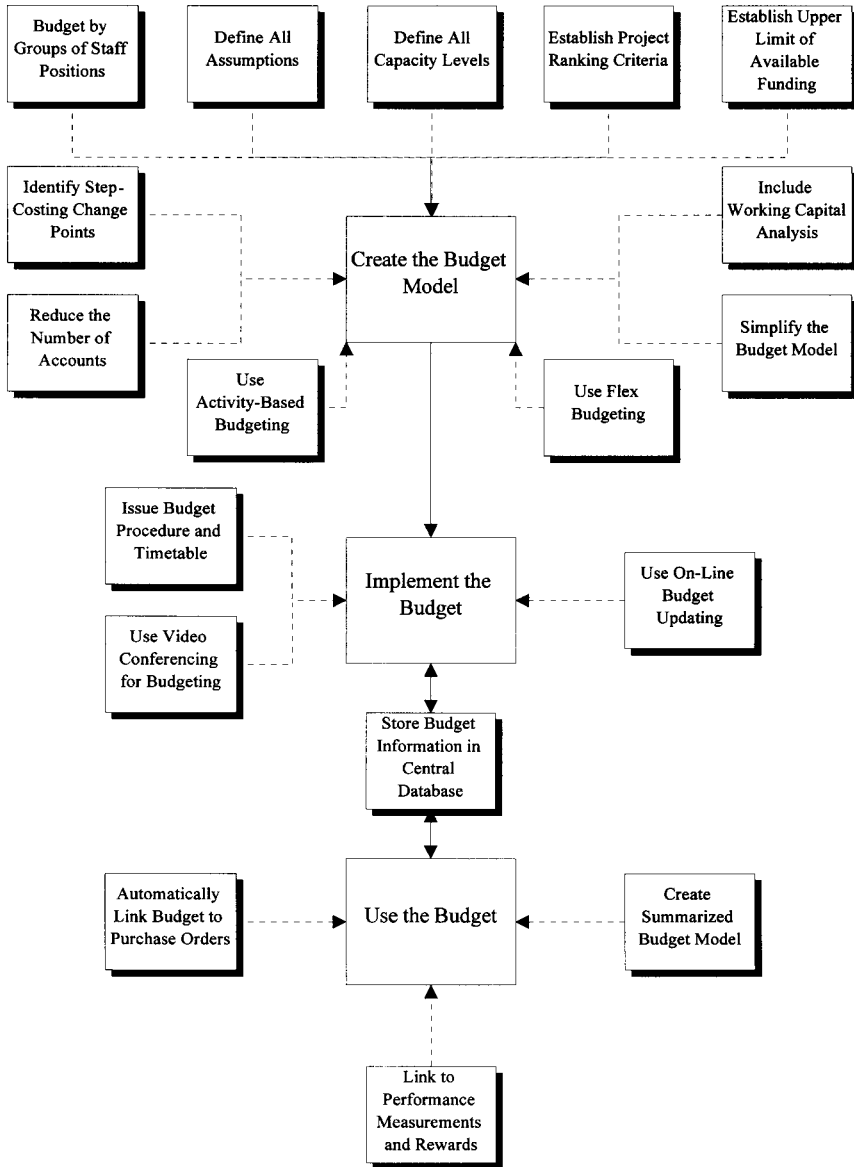 Budget by
Groups of Staff
Positions
Define All
Assumptions
Define All
Capacity Levels
Establish Project
Ranking Criteria
Establish Upper
Limit of
Available
Funding
Identify Step-
Costing Change
Points
Include
Working Capital
Analysis
Create the Budget
Model
Reduce the
Number of
Accounts
Simplify the
Budget Model
Use
Activity-Based
Budgeting
Use Flex
Budgeting
Issue Budget
Procedure and
Timetable
Implement the
Budget
Use On-Line
Budget
Updating
Use Video
Conferencing
for Budgeting
Store Budget
Information in
Central
Database
Automatically
Link Budget to
Purchase Orders
Use the Budget
Create
Summarized
Budget Model
Link to
Performance
Measurements
and Rewards